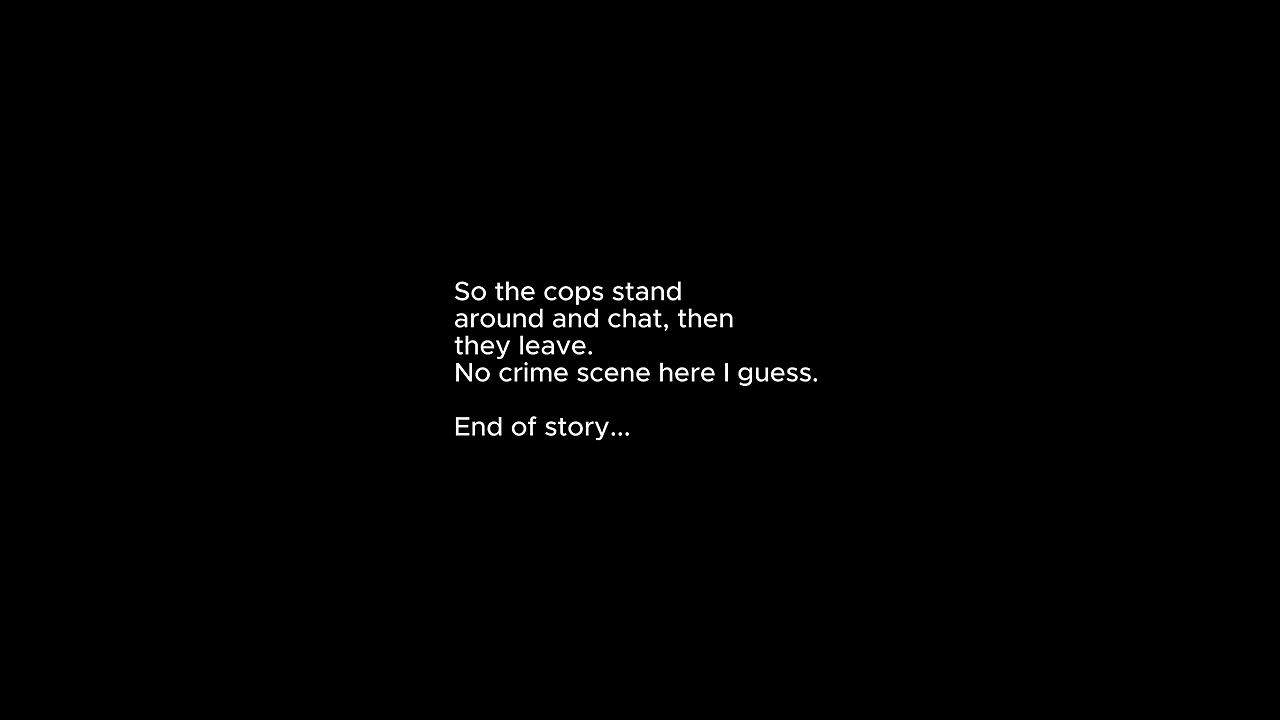 So the cops stand
around and chat, then
they leave.
No crime scene here I guess.
End of story...